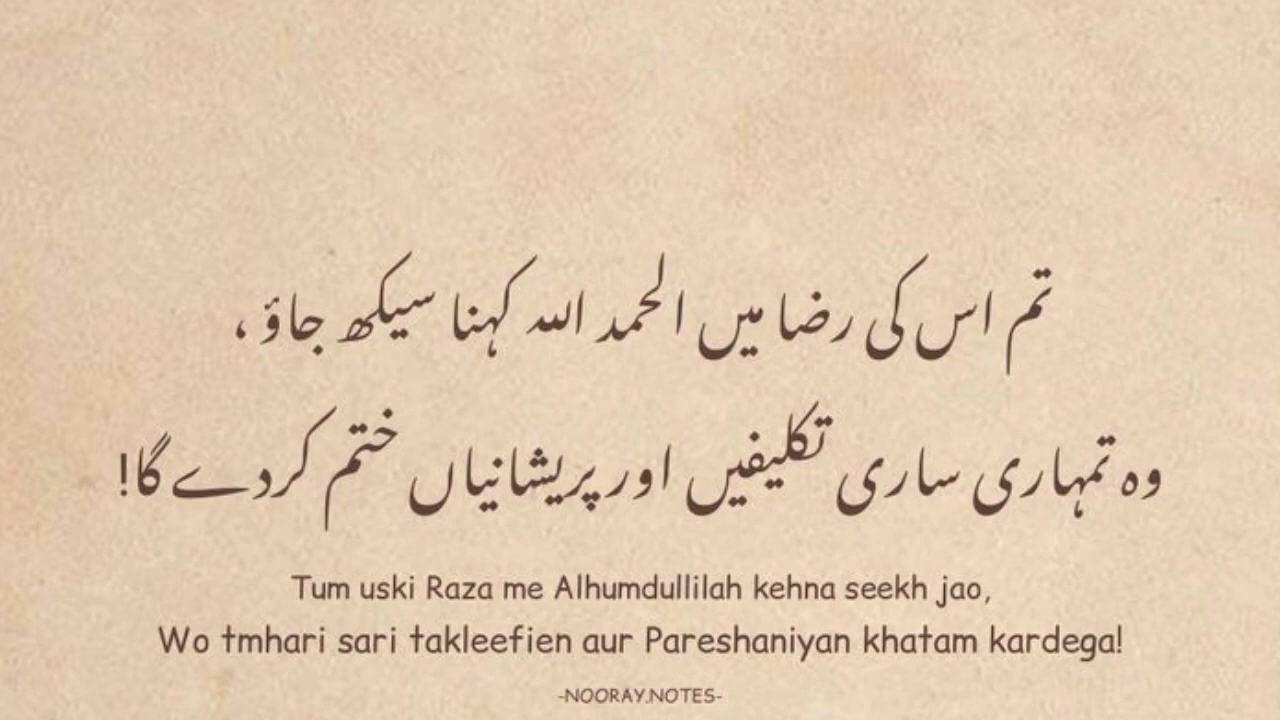 تم اس کی رضا میں الحمد اللہ کہنا سیکھ جاؤ ،
وہ تمہاری ساری تکلیفیں اور پریشانیاں ختم کردے گا!
Tum uski Raza me Alhumdullilah kehna seekh jao,
Wo tmhari sari takleefien aur Pareshaniyan khatam kardega!
-NOORAY.NOTES-